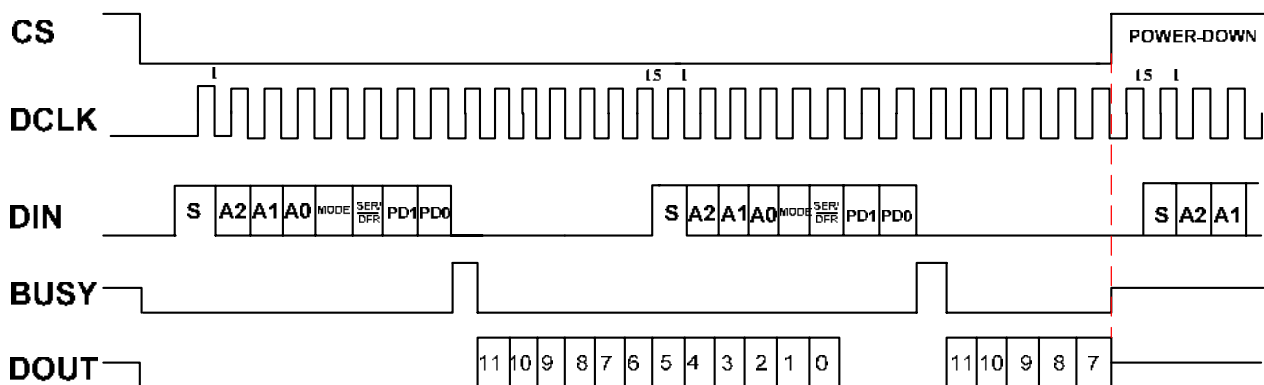 CS
POWER-DOWN
1 15 1 15 1
DCLK
DIN
S A2 A1 A0 MODE SER/DFR PD1 PD0 S A2 A1 A0 MODE SER/DFR PD1 PD0 S A2 A1
BUSY
DOUT
11 10 9 8 7 6 5 4 3 2 1 0 11 10 9 8 7